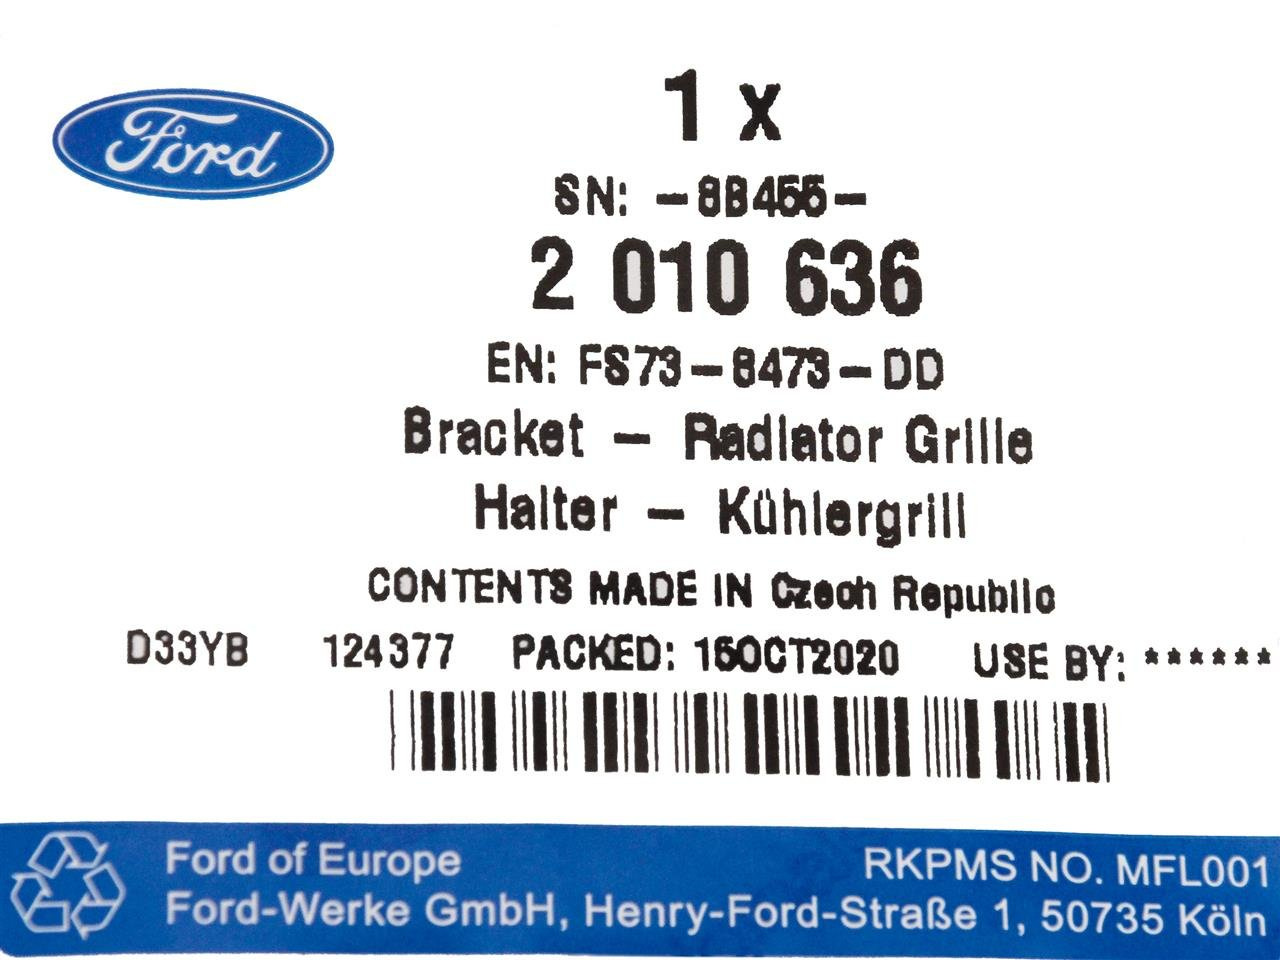 Ford
1 x
SN: -8B455-
2 010 636
EN: FS73-8473-DD
Bracket - Radiator Grille
Halter - Kühlergrill
CONTENTS MADE IN Czech Republic
D33YB 124377 PACKED: 15OCT2020 USE BY: ******
Ford of Europe RKPMS NO. MFL001
Ford-Werke GmbH, Henry-Ford-Straße 1, 50735 Köln